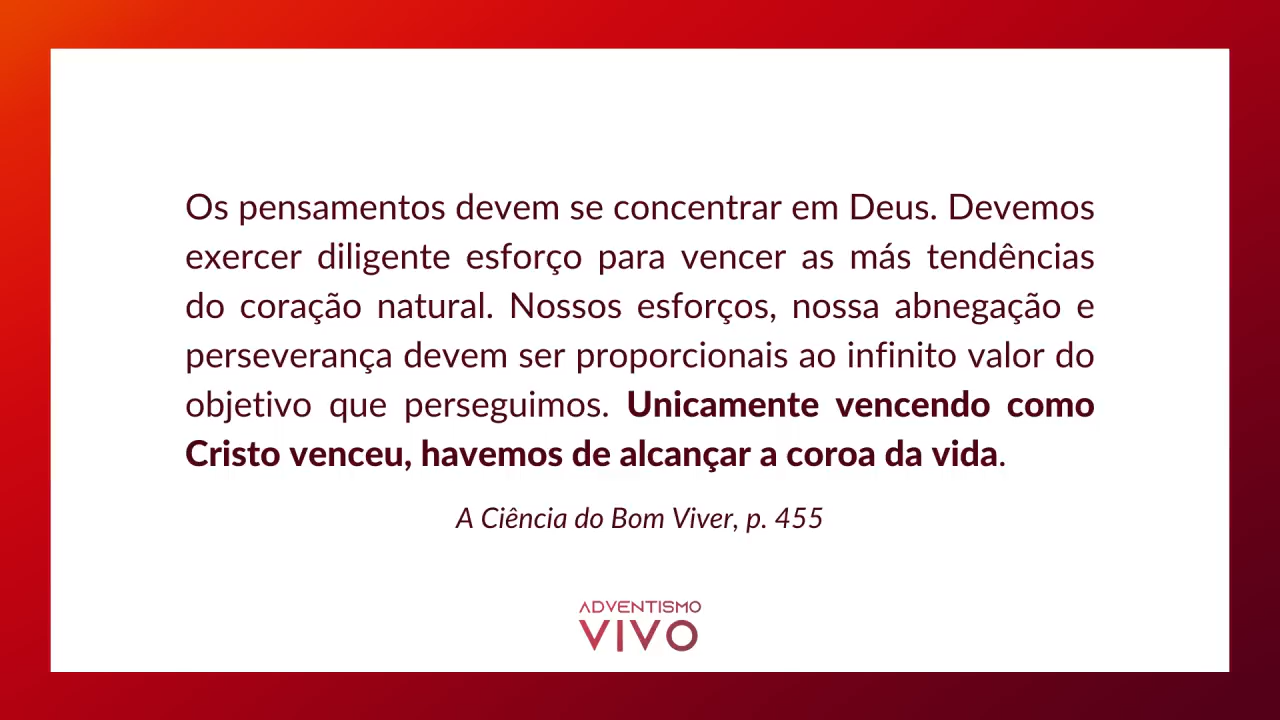 Os pensamentos devem se concentrar em Deus. Devemos
exercer diligente esforço para vencer as más tendências
do coração natural. Nossos esforços, nossa abnegação e
perseverança devem ser proporcionais ao infinito valor do
objetivo que perseguimos. Unicamente vencendo como
Cristo venceu, havemos de alcançar a coroa da vida.
A Ciência do Bom Viver, p. 455
ADVENTISMO
VIVO